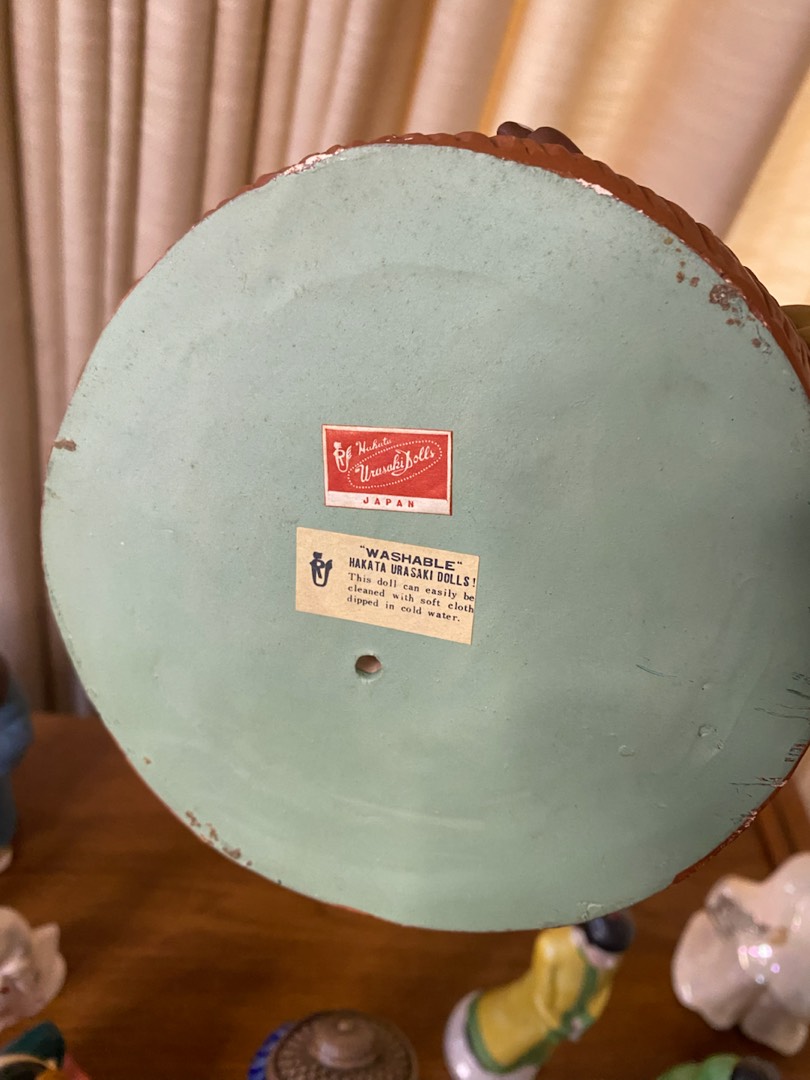 Hakata
Urasaki Dolls
JAPAN
"WASHABLE"
HAKATA URASAKI DOLLS!
This doll can easily be
cleaned with soft cloth
dipped in cold water.